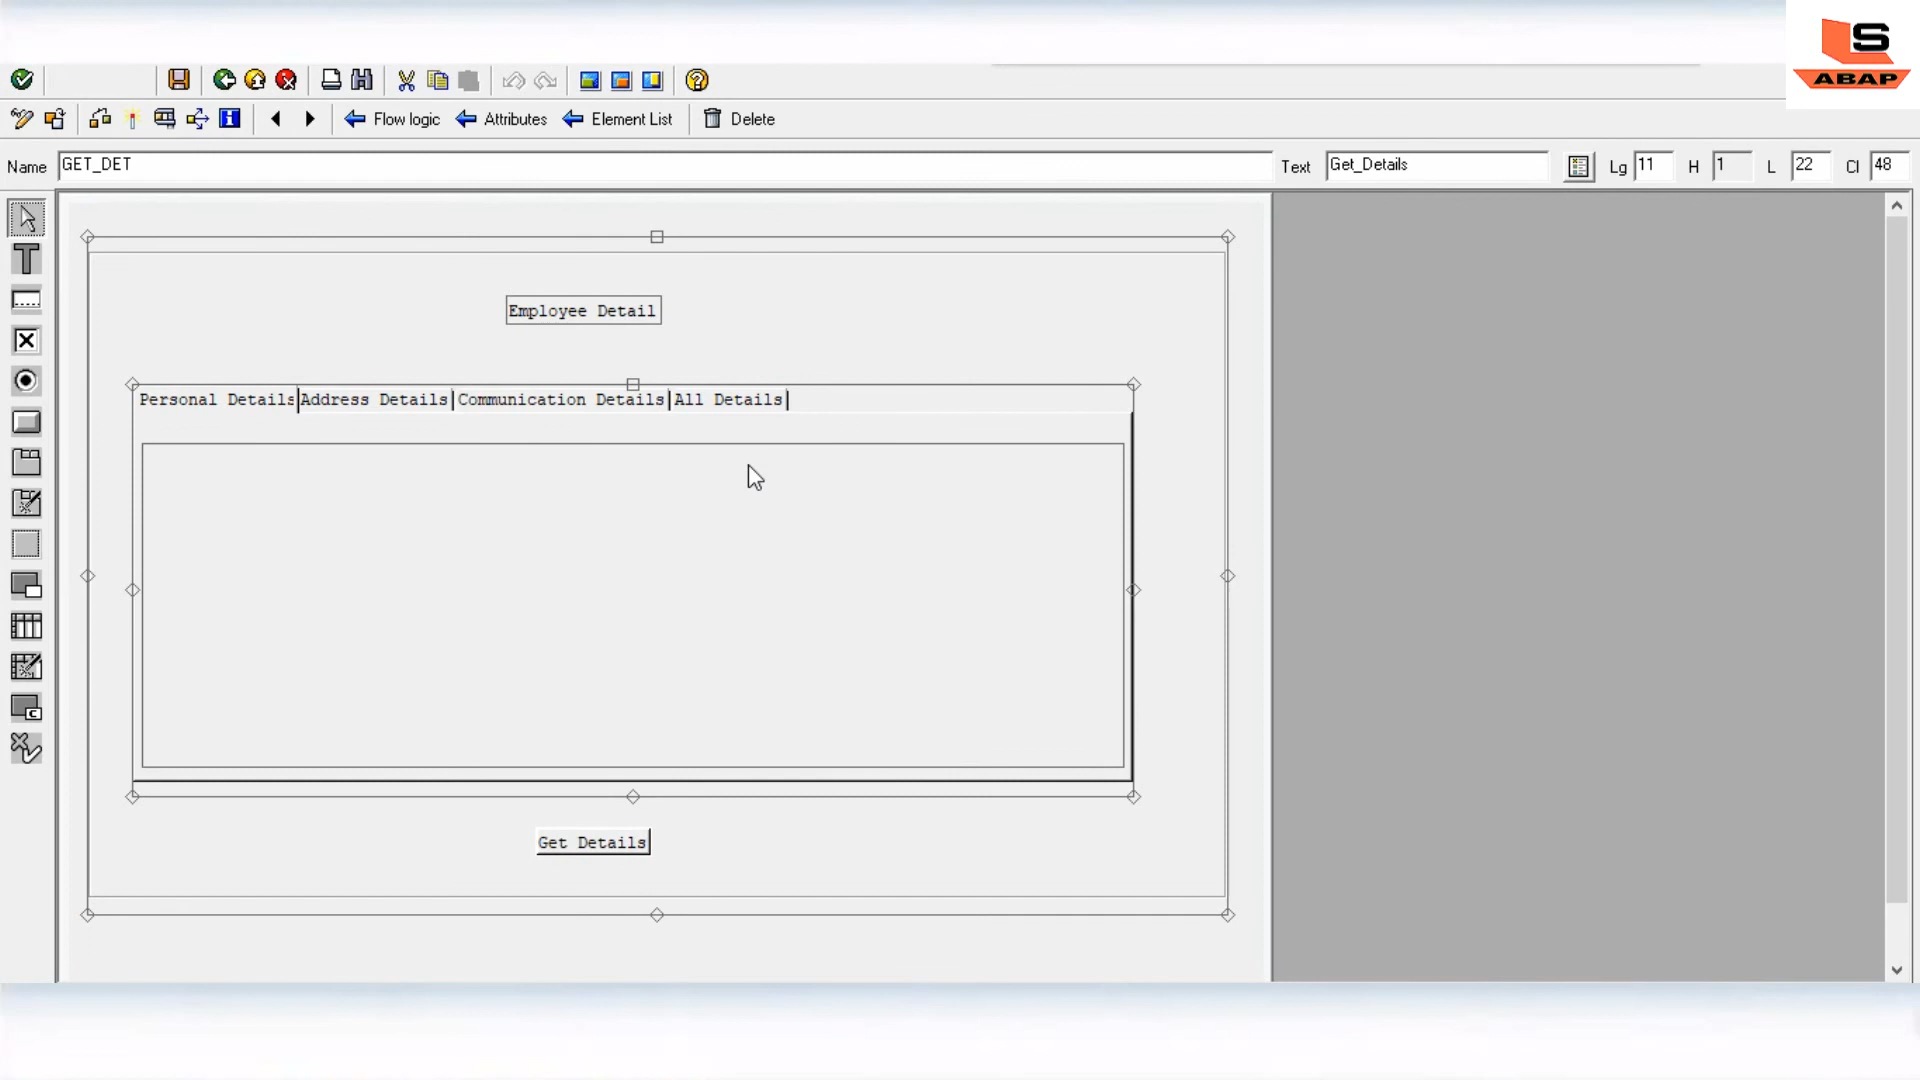 S
ABAP
Flow logic Attributes Element List Delete
Name GET_DET Text Get_Details Lg 11 H 1 L 22 Cl 48
Employee Detail
Personal Details Address Details Communication Details All Details
Get Details